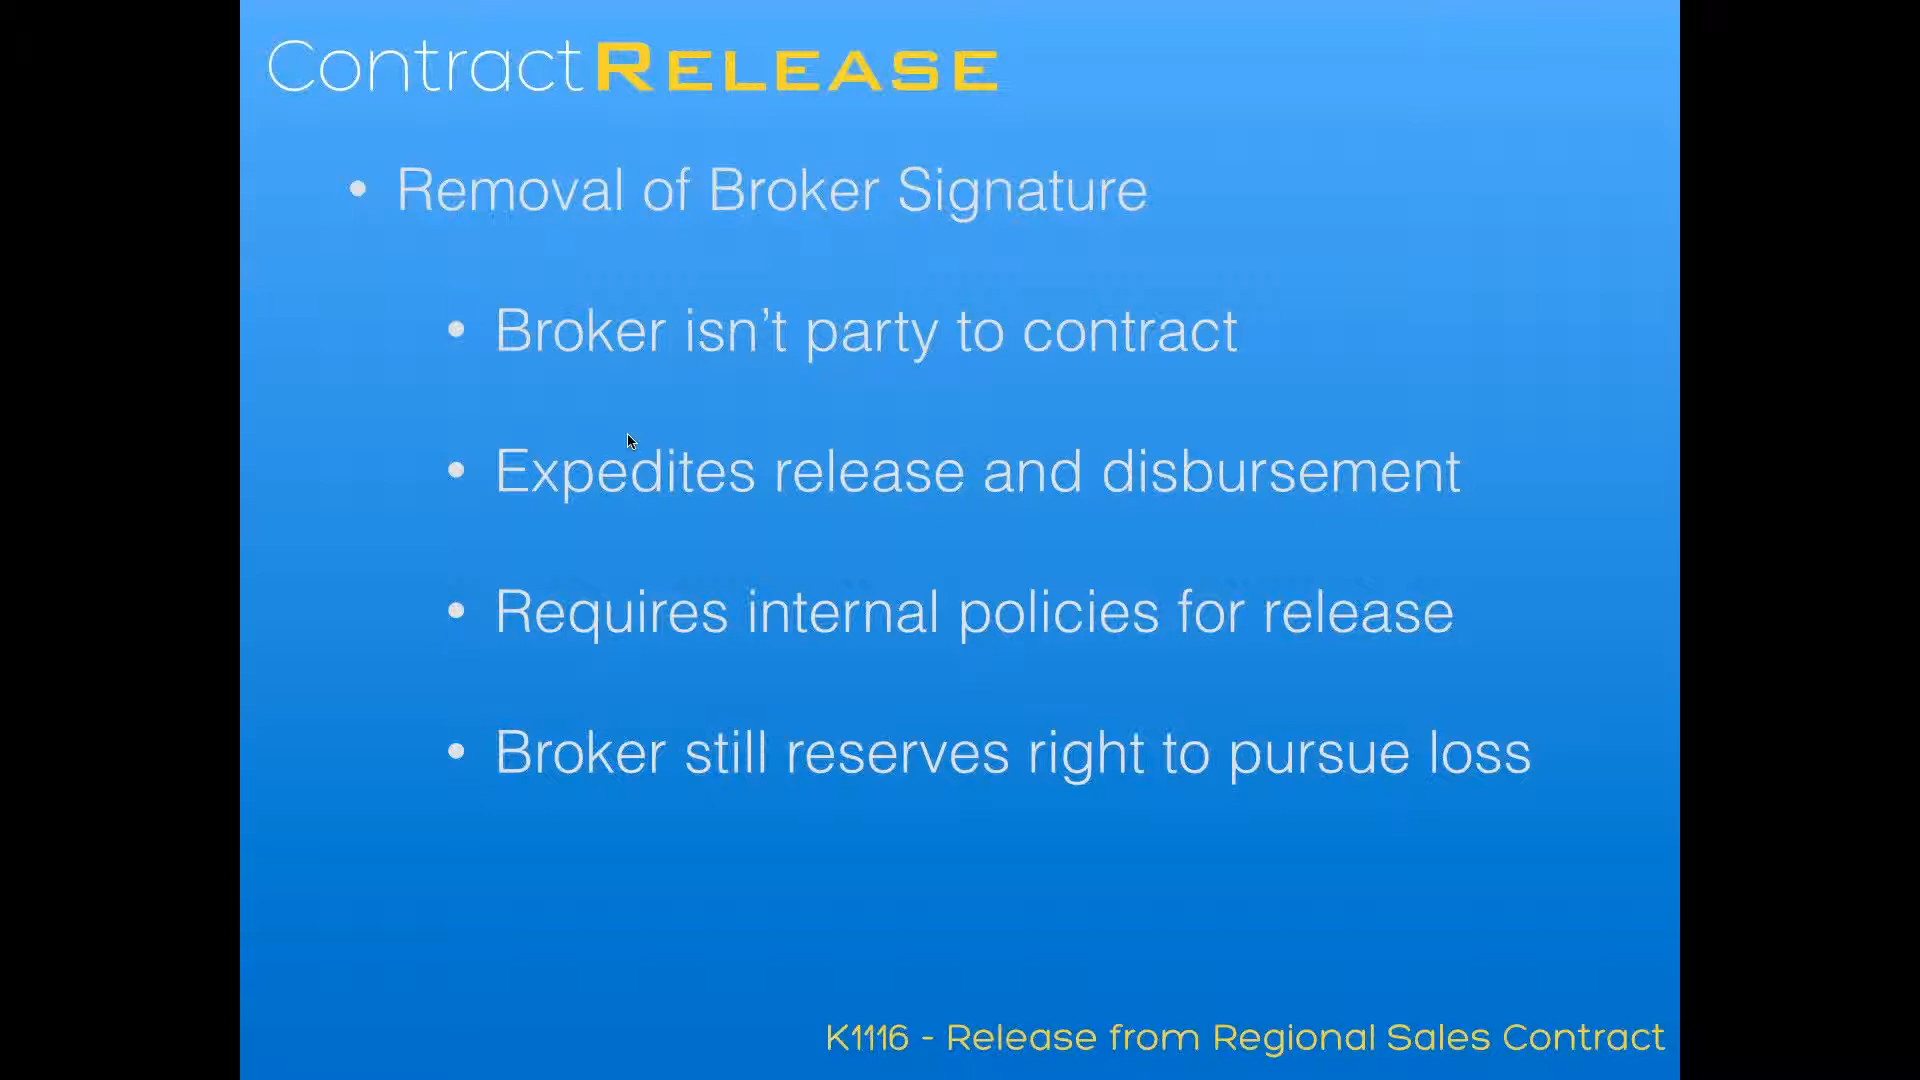 Contract RELEASE
• Removal of Broker Signature
• Broker isn't party to contract
• Expedites release and disbursement
• Requires internal policies for release
• Broker still reserves right to pursue loss
K1116 - Release from Regional Sales Contract